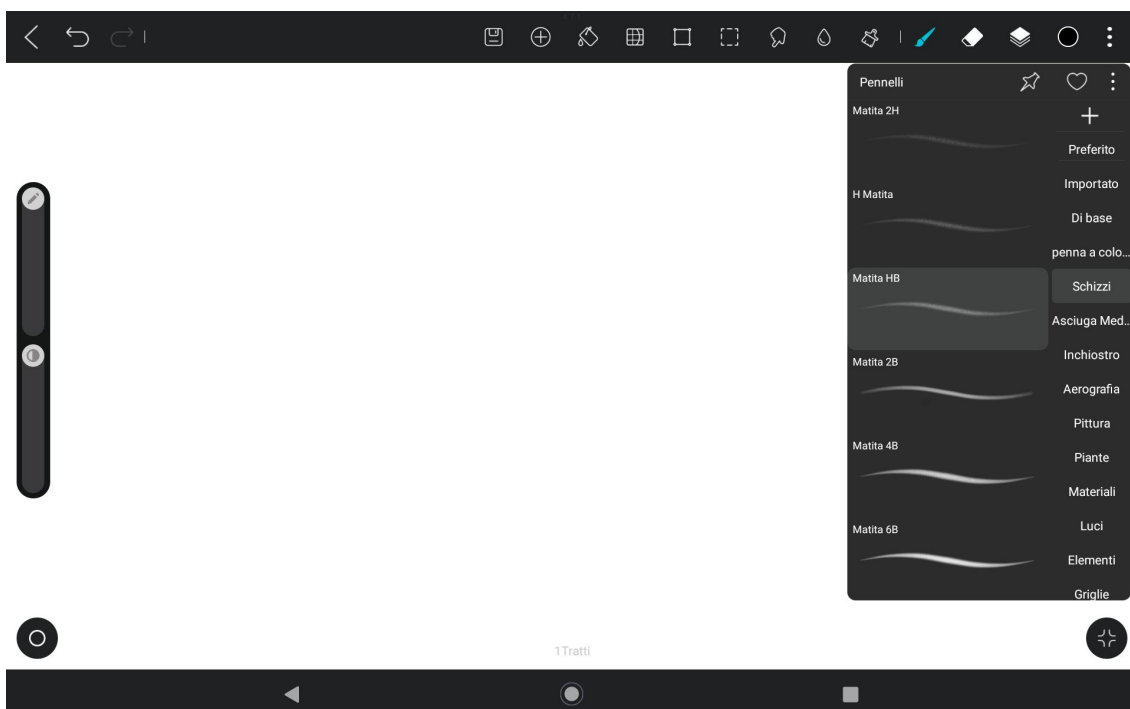 Pennelli
Matita 2H
H Matita
Matita HB
Matita 2B
Matita 4B
Matita 6B
Preferito
Importato
Di base
penna a colo...
Schizzi
Asciuga Med..
Inchiostro
Aerografia
Pittura
Piante
Materiali
Luci
Elementi
Griglie
1Tratti